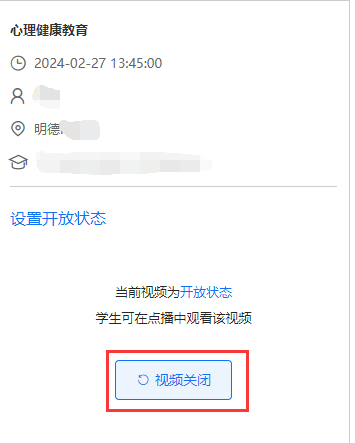 心理健康教育
2024-02-27 13:45:00
明德
设置开放状态
当前视频为开放状态
学生可在点播中观看该视频
视频关闭